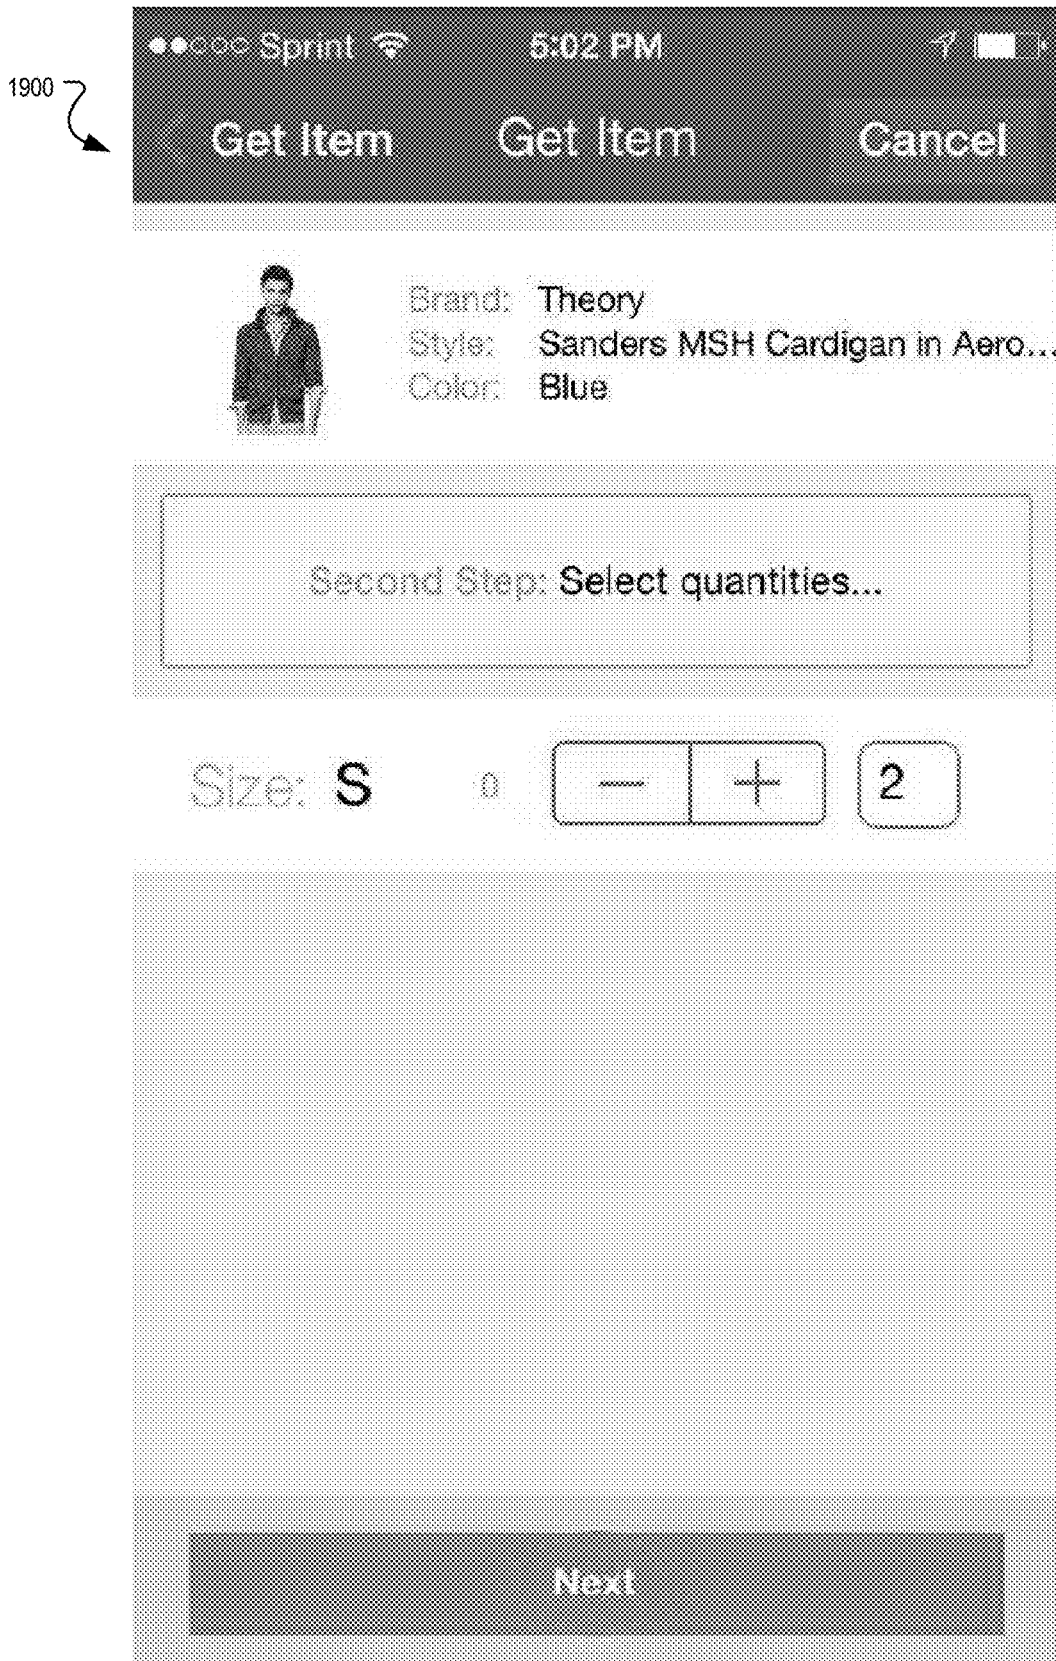 1900
Sprint 5:02 PM
Get Item Get Item Cancel
Brand: Theory
Style: Sanders MSH Cardigan in Aero...
Color: Blue
Second Step: Select quantities...
Size: S 0 − + 2
Next